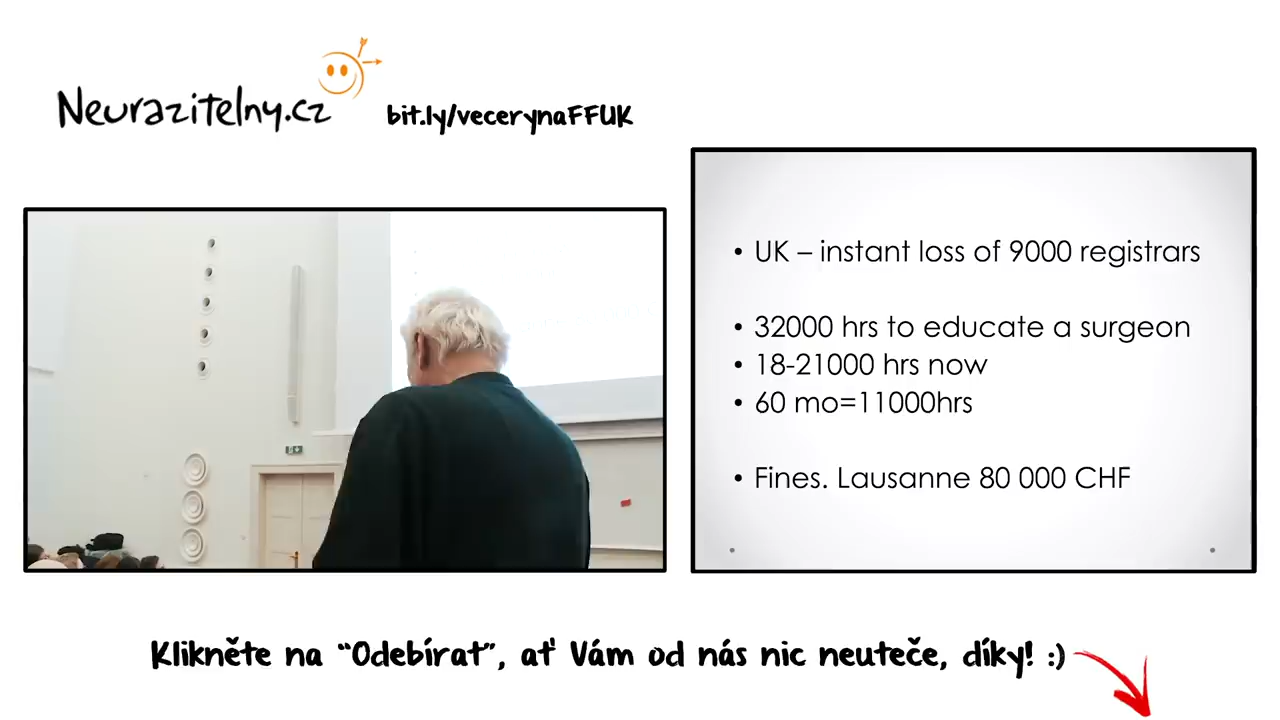 Neurazitelny.cz
bit.ly/vecerynaFFUK
• UK – instant loss of 9000 registrars
• 32000 hrs to educate a surgeon
• 18-21000 hrs now
• 60 mo=11000hrs
• Fines. Lausanne 80 000 CHF
Klikněte na “Odebírat”, ať Vám od nás nic neuteče, díky! :)